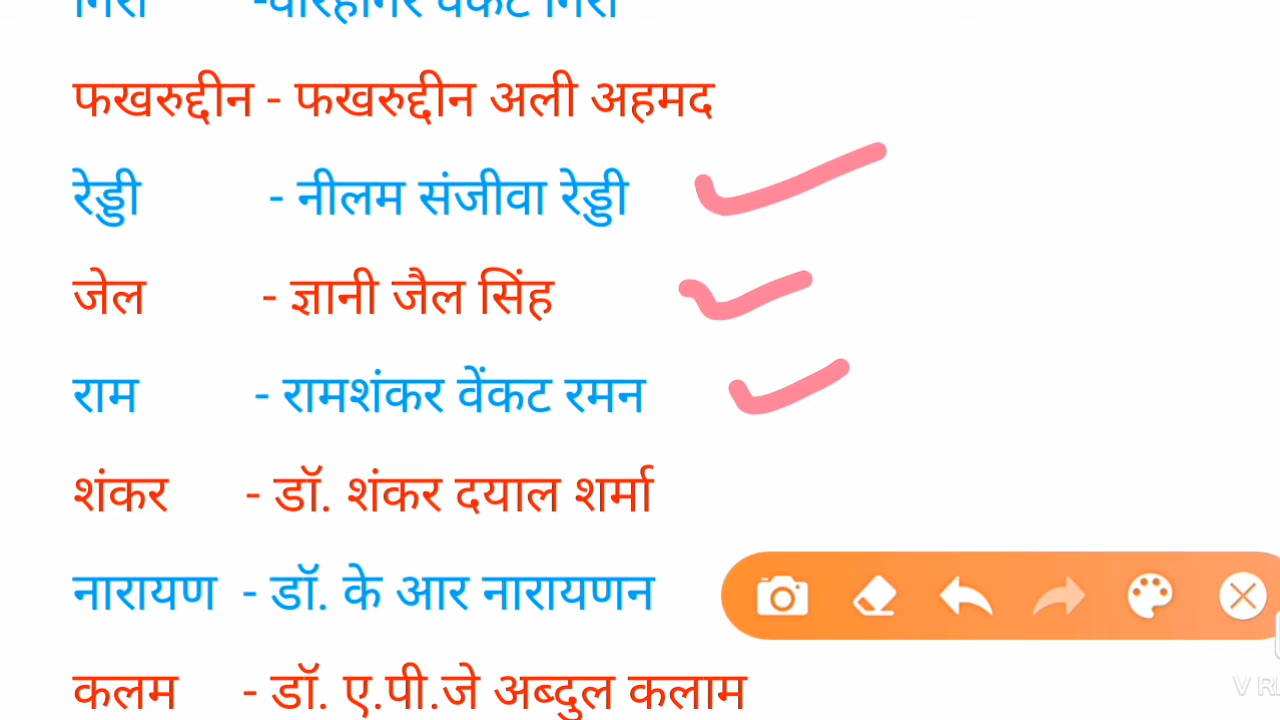 फखरुद्दीन - फखरुद्दीन अली अहमद
रेड्डी - नीलम संजीवा रेड्डी
जेल - ज्ञानी जैल सिंह
राम - रामशंकर वेंकट रमन
शंकर - डॉ. शंकर दयाल शर्मा
नारायण - डॉ. के आर नारायणन
कलम - डॉ. ए.पी.जे अब्दुल कलाम